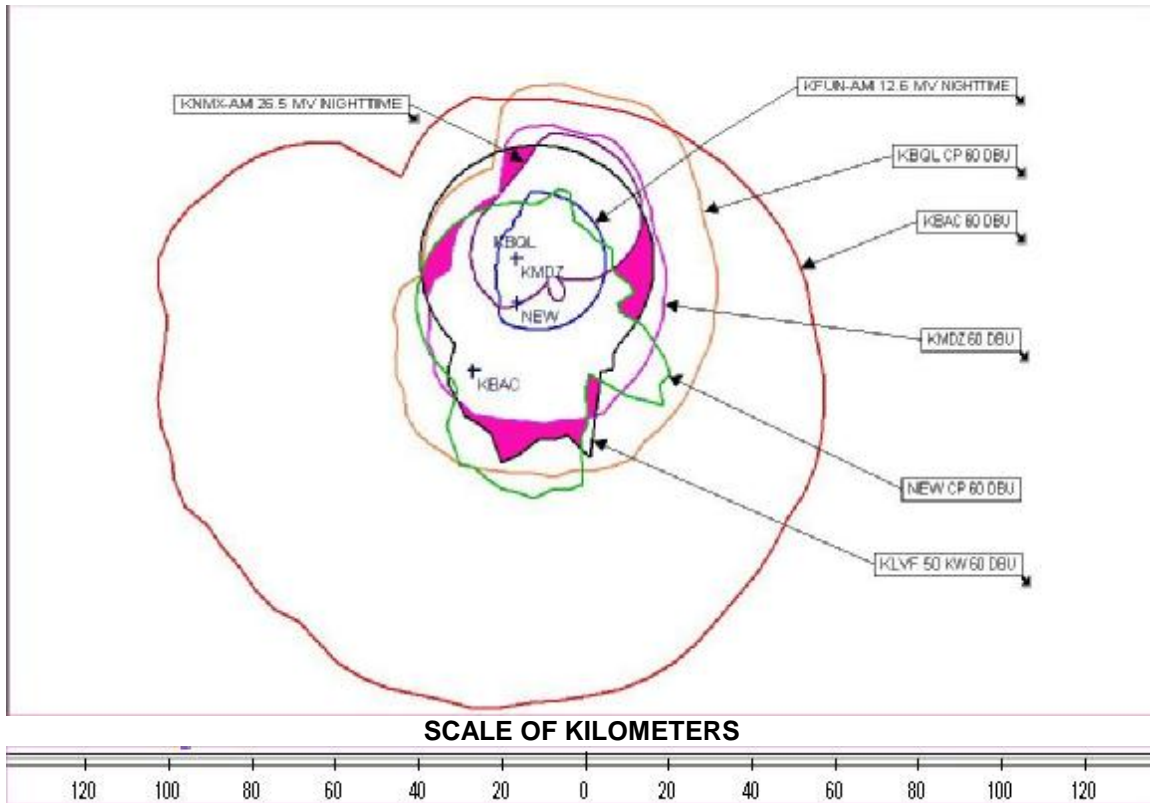 KNMX-AMI 26.5 MV NIGHTTIME
KFUN-AMI 12.6 MV NIGHTTIME
KBQL CP 60 DBU
KBAC 60 DBU
KBQL
KMDZ
NEW
KMDZ 60 DBU
KBAC
NEW CP 60 DBU
KLVF 50 KW 60 DBU
SCALE OF KILOMETERS
120 100 80 60 40 20 0 20 40 60 80 100 120